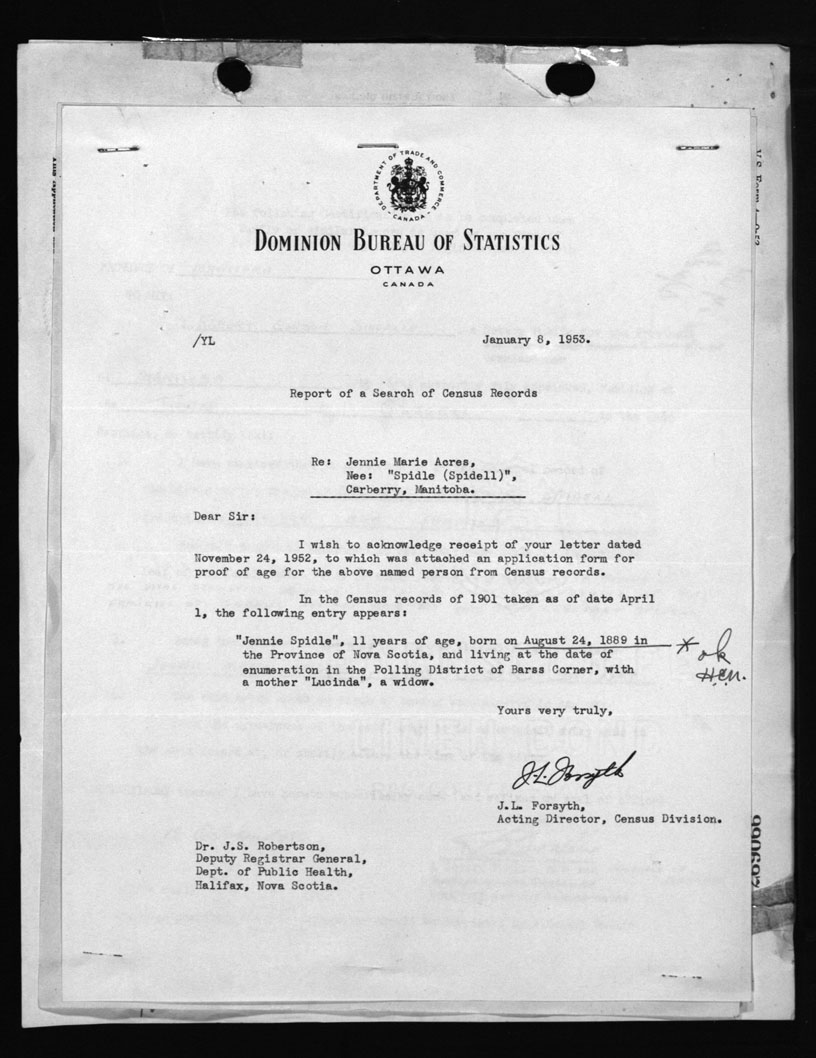 DEPARTMENT OF TRADE AND COMMERCE
CANADA
DOMINION BUREAU OF STATISTICS
OTTAWA
CANADA
/YL January 8, 1953.
Report of a Search of Census Records
Re: Jennie Marie Acres,
Nee: "Spidle (Spidell)",
Carberry, Manitoba.
Dear Sir:
I wish to acknowledge receipt of your letter dated
November 24, 1952, to which was attached an application form for
proof of age for the above named person from Census records.
In the Census records of 1901 taken as of date April
1, the following entry appears:
"Jennie Spidle", 11 years of age, born on August 24, 1889 in
the Province of Nova Scotia, and living at the date of
enumeration in the Polling District of Barss Corner, with
a mother "Lucinda", a widow.
* ok
Yours very truly,
J.L. Forsyth
J.L. Forsyth,
Acting Director, Census Division.
Dr. J.S. Robertson,
Deputy Registrar General,
Dept. of Public Health,
Halifax, Nova Scotia.